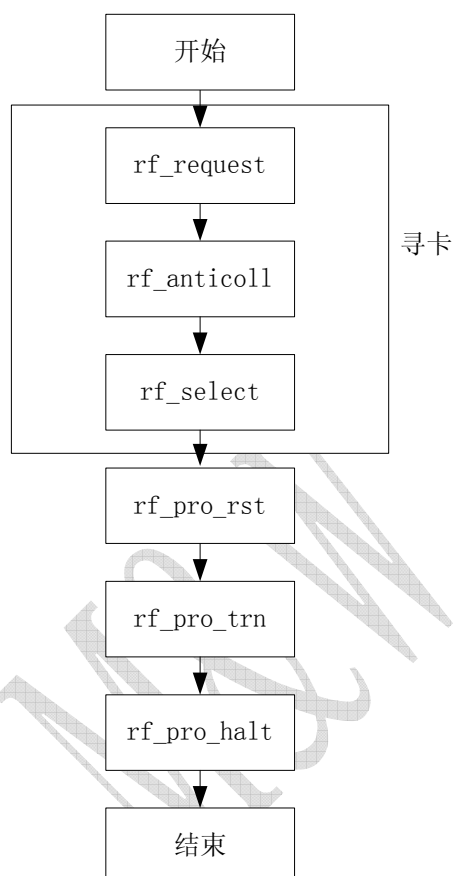 开始
rf_request
寻卡
rf_anticoll
rf_select
rf_pro_rst
rf_pro_trn
rf_pro_halt
结束
M&W